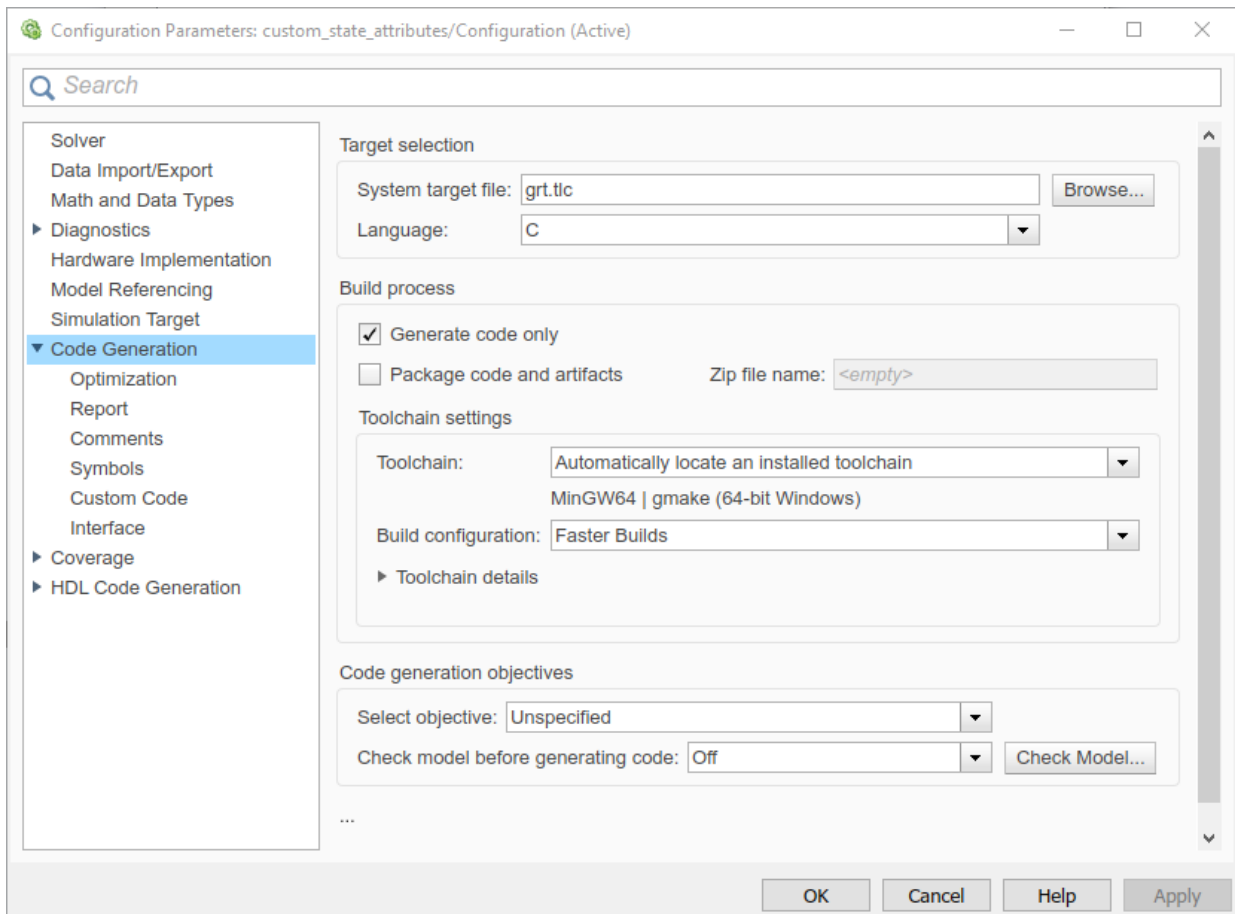 Configuration Parameters: custom_state_attributes/Configuration (Active)
Search
Solver
Data Import/Export
Math and Data Types
Diagnostics
Hardware Implementation
Model Referencing
Simulation Target
Code Generation
Optimization
Report
Comments
Symbols
Custom Code
Interface
Coverage
HDL Code Generation
Target selection
System target file: grt.tlc Browse...
Language: C
Build process
Generate code only
Package code and artifacts Zip file name: <empty>
Toolchain settings
Toolchain: Automatically locate an installed toolchain
MinGW64 | gmake (64-bit Windows)
Build configuration: Faster Builds
Toolchain details
Code generation objectives
Select objective: Unspecified
Check model before generating code: Off Check Model...
...
OK Cancel Help Apply